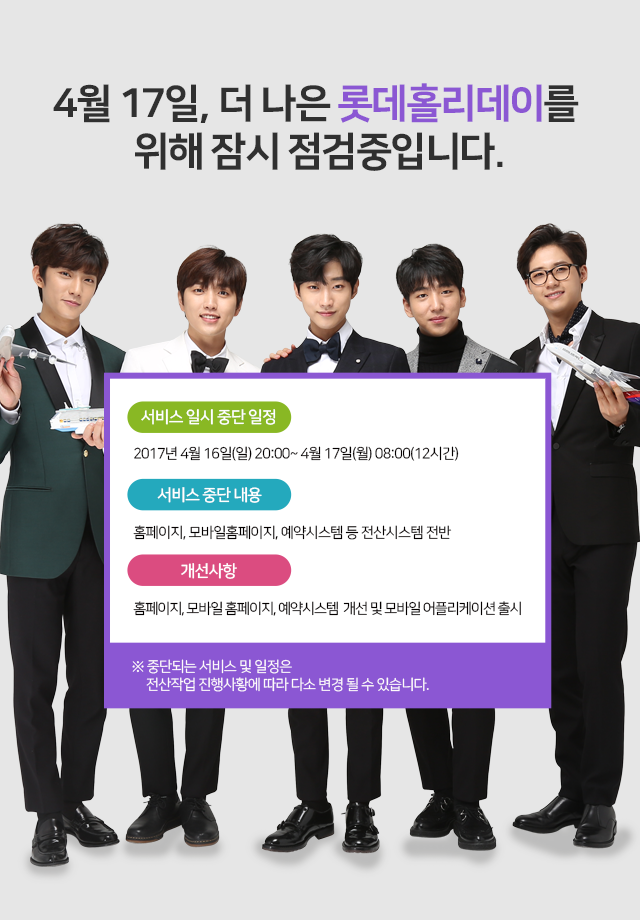 4월 17일, 더 나은 롯데홀리데이를
위해 잠시 점검중입니다.
서비스 일시 중단 일정
2017년 4월 16일(일) 20:00~ 4월 17일(월) 08:00(12시간)
서비스 중단 내용
홈페이지, 모바일홈페이지, 예약시스템 등 전산시스템 전반
개선사항
홈페이지, 모바일 홈페이지, 예약시스템 개선 및 모바일 어플리케이션 출시
※ 중단되는 서비스 및 일정은
전산작업 진행사황에 따라 다소 변경 될 수 있습니다.